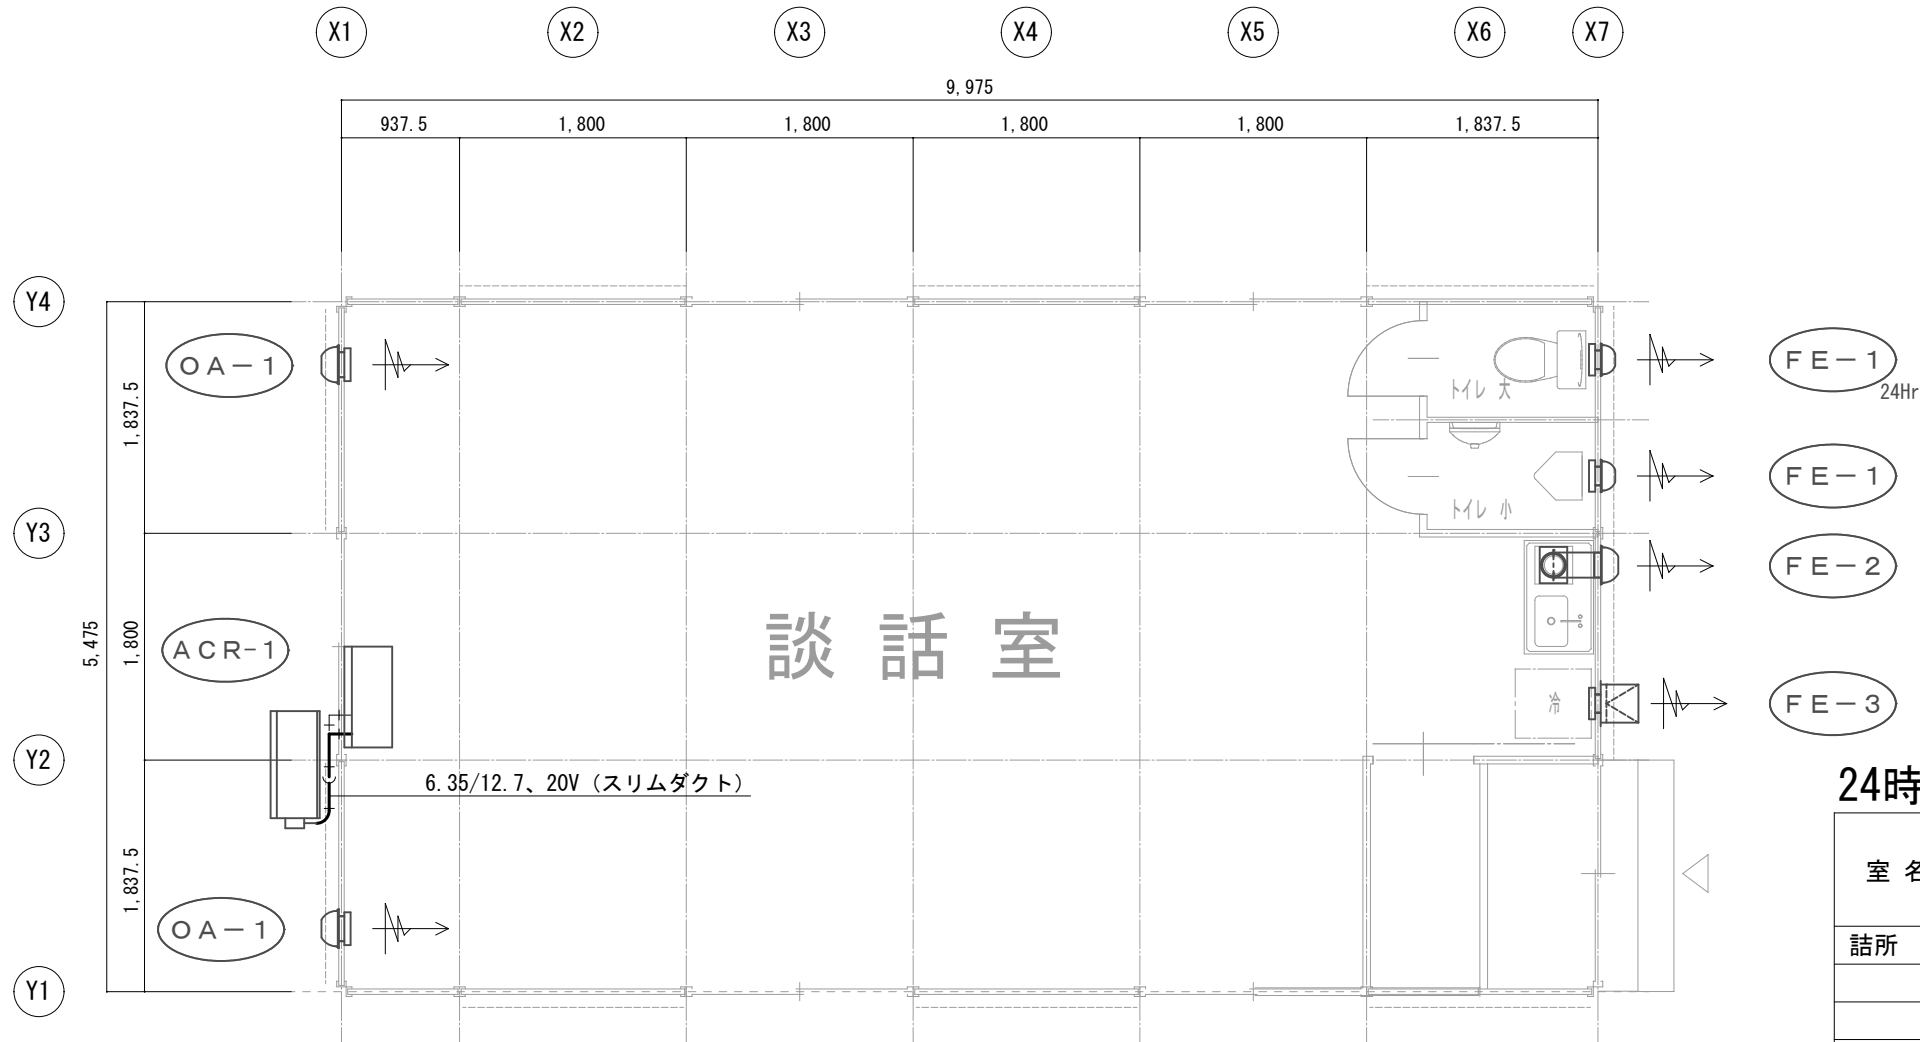 X1 X2 X3 X4 X5 X6 X7
9,975
937.5 1,800 1,800 1,800 1,800 1,837.5
Y4
OA-1
FE-1
24Hr
トイレ 大
1,837.5
FE-1
トイレ 小
Y3
FE-2
5,475
1,800
ACR-1
談話室
冷
FE-3
Y2
6.35/12.7、20V (スリムダクト)
24時
室 名
1,837.5
OA-1
詰所
Y1